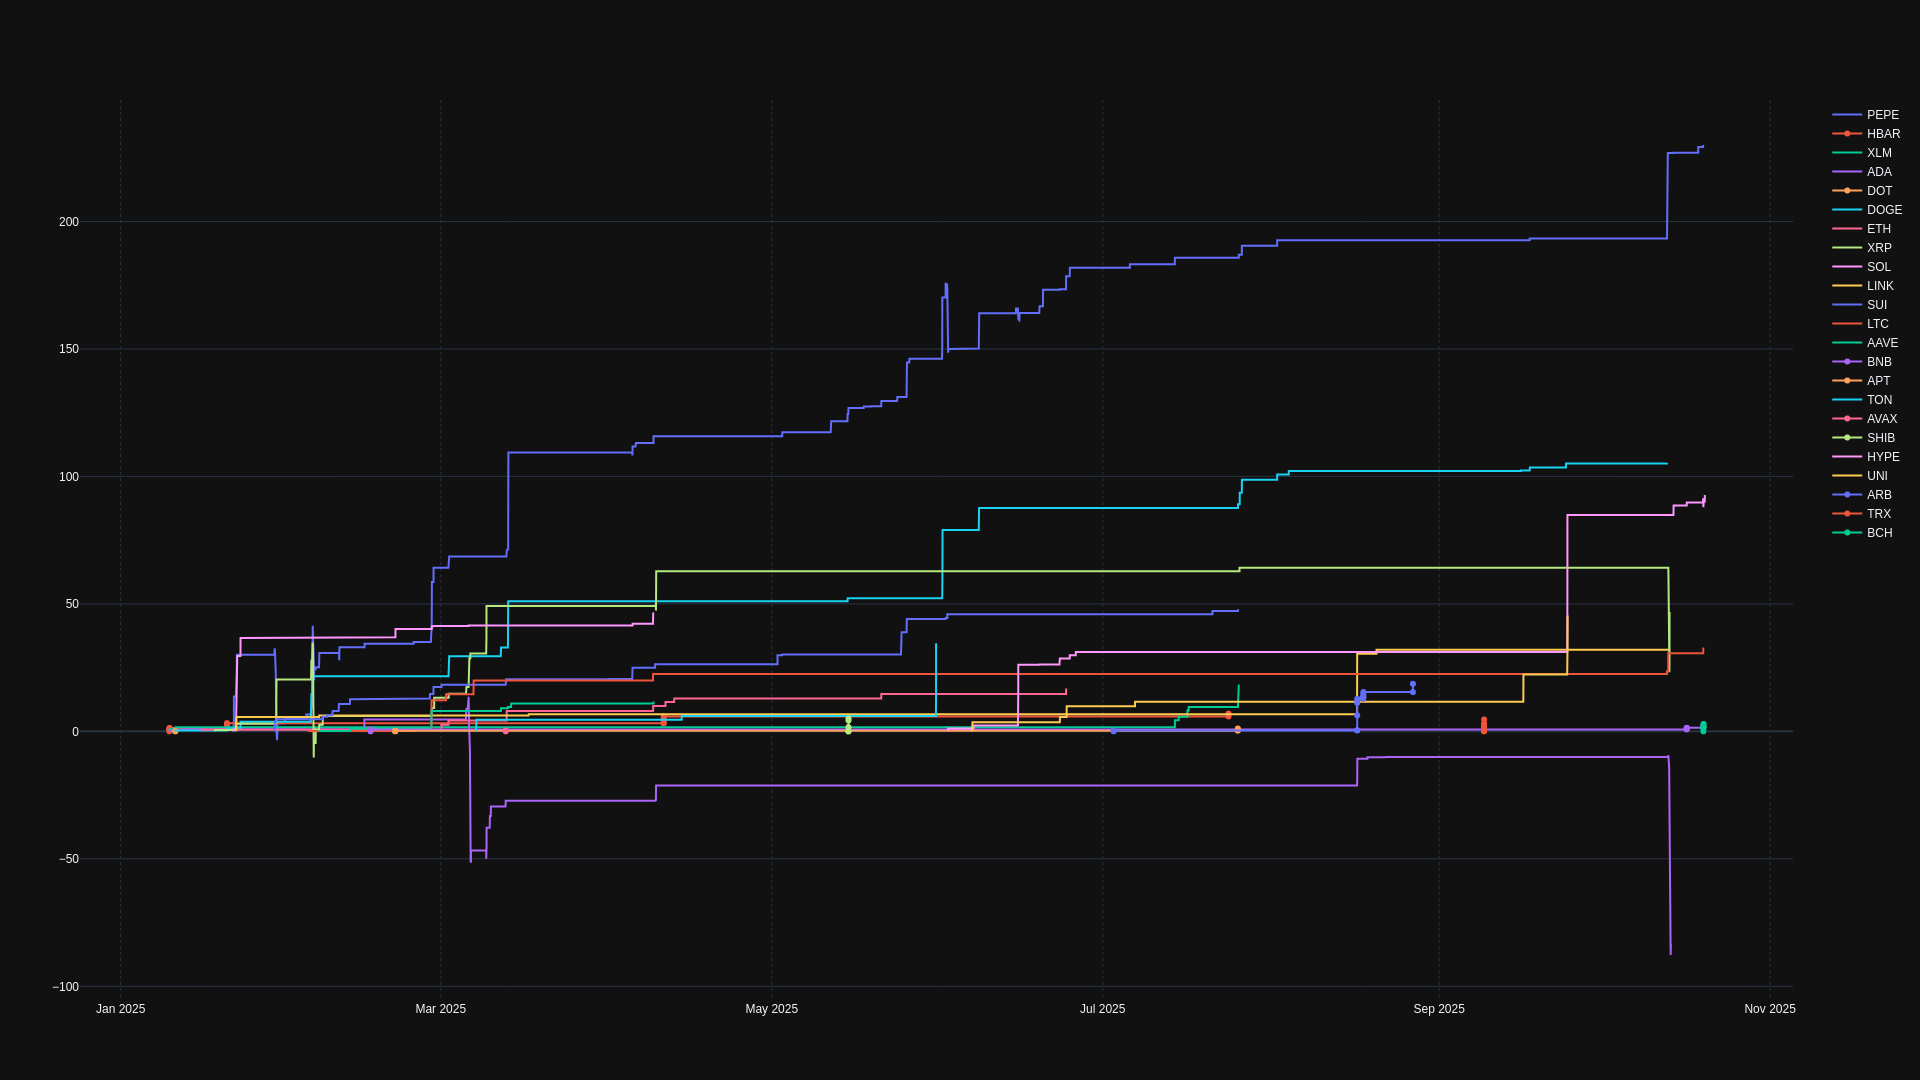 200
150
100
50
0
−50
−100
Jan 2025
Mar 2025
May 2025
Jul 2025
Sep 2025
Nov 2025
PEPE
HBAR
XLM
ADA
DOT
DOGE
ETH
XRP
SOL
LINK
SUI
LTC
AAVE
BNB
APT
TON
AVAX
SHIB
HYPE
UNI
ARB
TRX
BCH